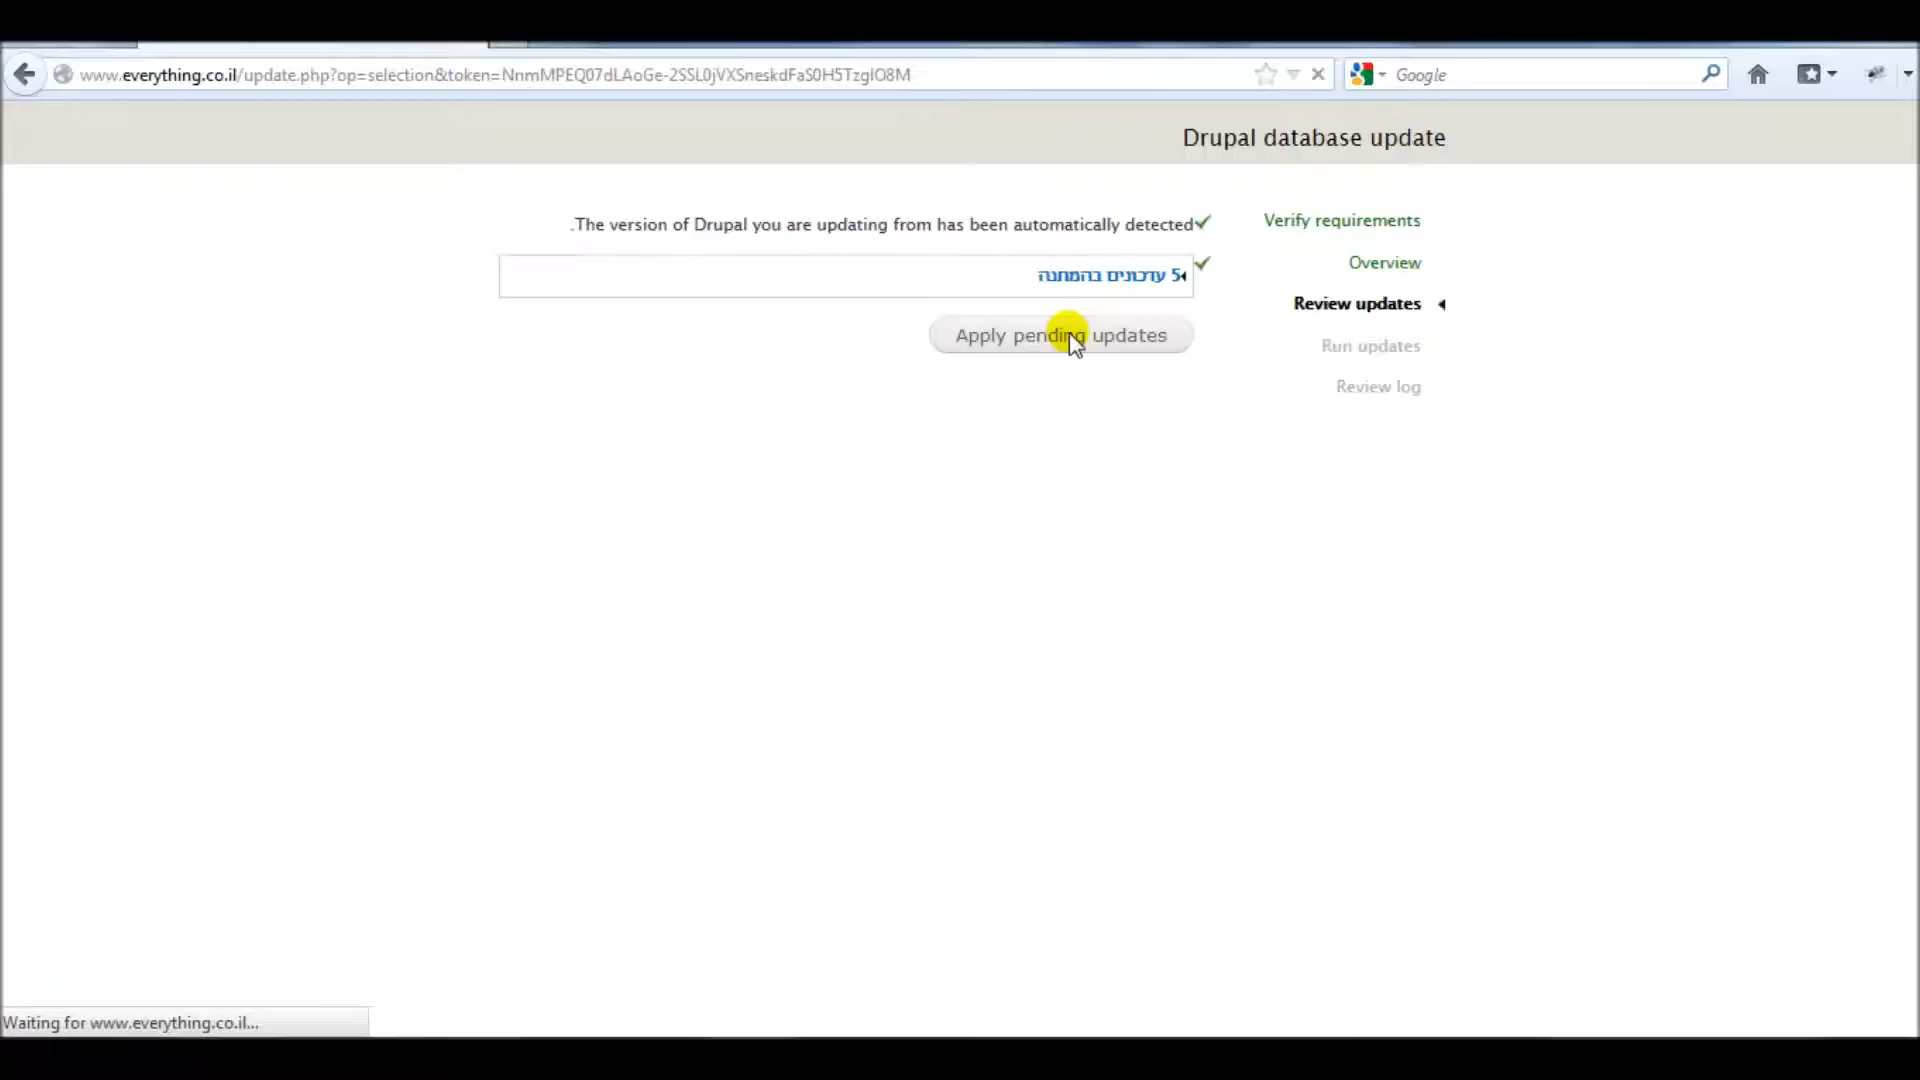 www.everything.co.il/update.php?op=selection&token=NnmMPEQ07dLAoGe-2SSL0jVXSneskdFaS0H5TzgIO8M
Google
Drupal database update
.The version of Drupal you are updating from has been automatically detected
5 עדכונים בהמתנה
Apply pending updates
Verify requirements
Overview
Review updates
Run updates
Review log
Waiting for www.everything.co.il...